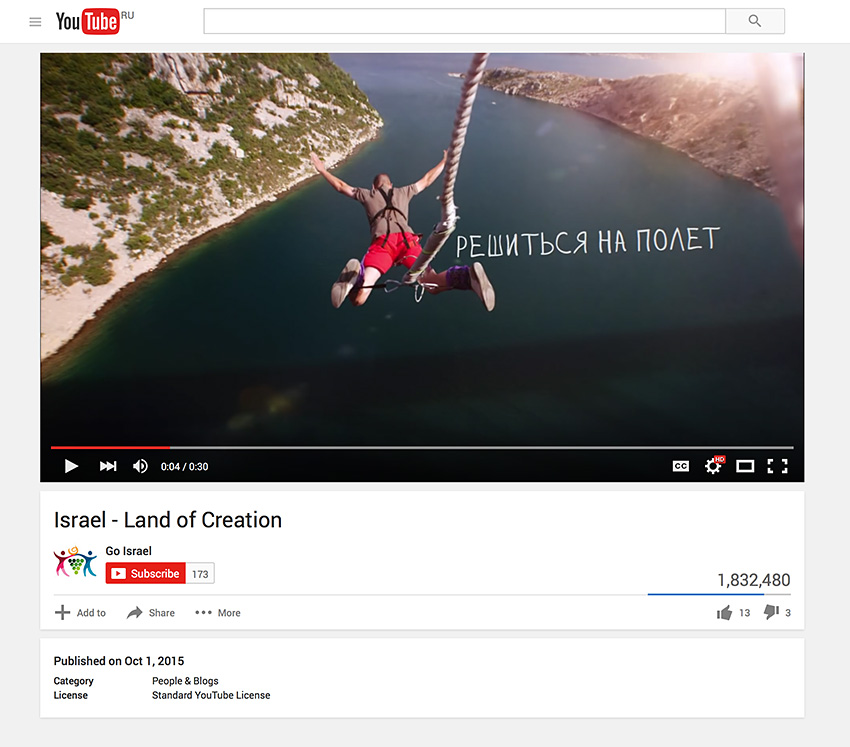 YouTube RU
РЕШИТЬСЯ НА ПОЛЕТ
0:04 / 0:30
CC
HD
Israel - Land of Creation
Go Israel
Subscribe 173
1,832,480
Add to Share More 13 3
Published on Oct 1, 2015
Category People & Blogs
License Standard YouTube License